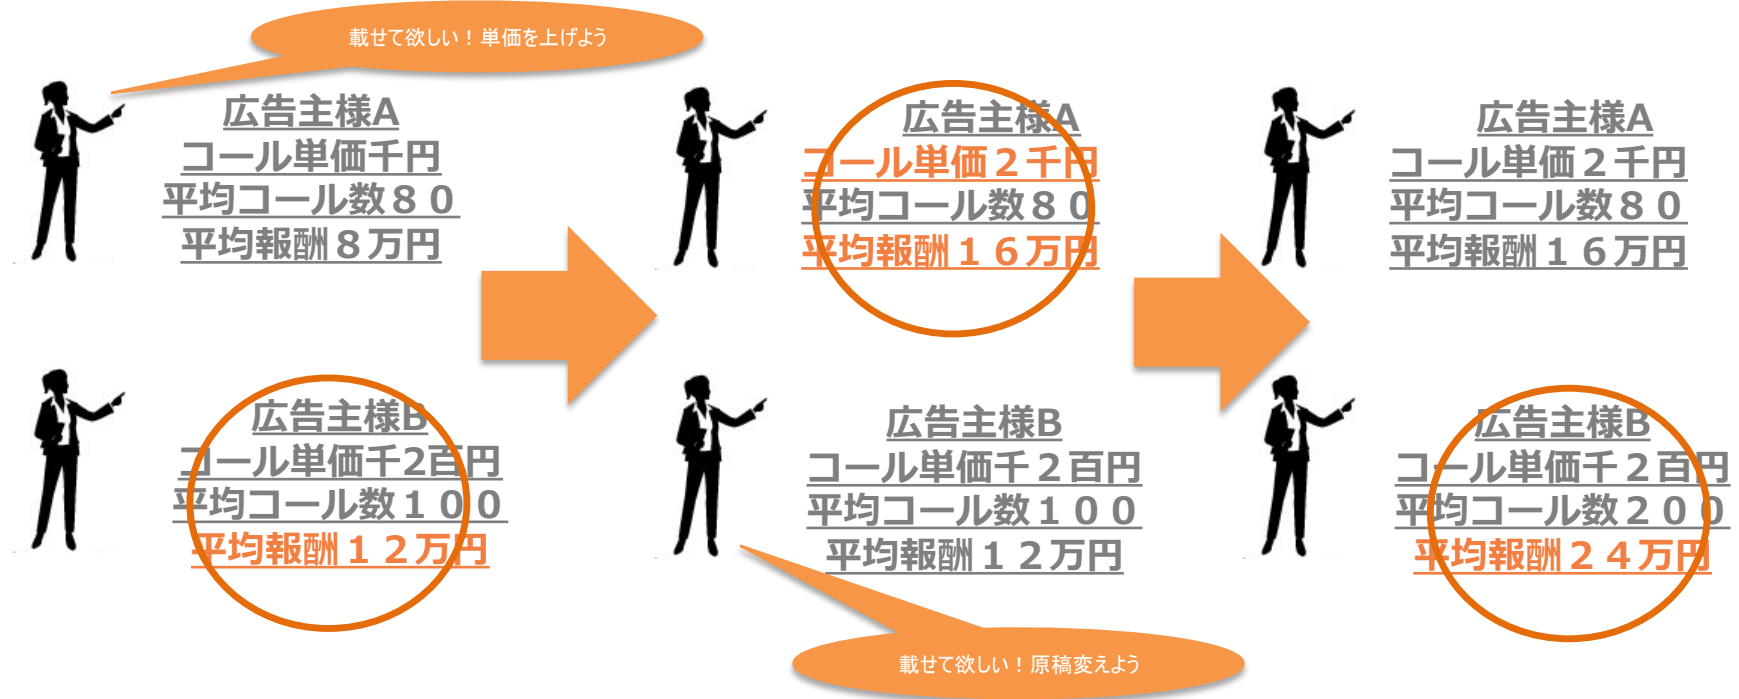 載せて欲しい！単価を上げよう
広告主様A
コール単価千円
平均コール数８０
平均報酬８万円
広告主様B
コール単価千2百円
平均コール数１００
平均報酬１２万円
広告主様A
コール単価２千円
平均コール数８０
平均報酬１６万円
広告主様B
コール単価千２百円
平均コール数１００
平均報酬１２万円
載せて欲しい！原稿変えよう
広告主様A
コール単価２千円
平均コール数８０
平均報酬１６万円
広告主様B
コール単価千２百円
平均コール数２００
平均報酬２４万円